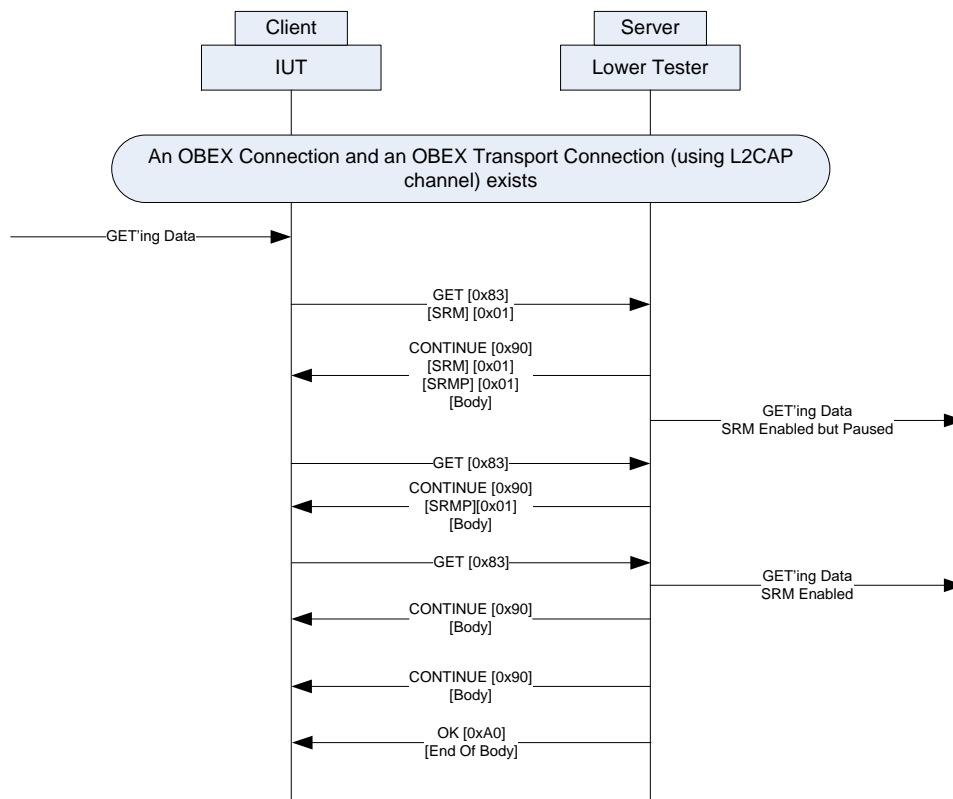 Client
Server
IUT
Lower Tester
An OBEX Connection and an OBEX Transport Connection (using L2CAP
channel) exists
GET'ing Data
GET [0x83]
[SRM] [0x01]
CONTINUE [0x90]
[SRM] [0x01]
[SRMP] [0x01]
[Body]
GET'ing Data
SRM Enabled but Paused
GET [0x83]
CONTINUE [0x90]
[SRMP][0x01]
[Body]
GET [0x83]
GET'ing Data
SRM Enabled
CONTINUE [0x90]
[Body]
CONTINUE [0x90]
[Body]
OK [0xA0]
[End Of Body]